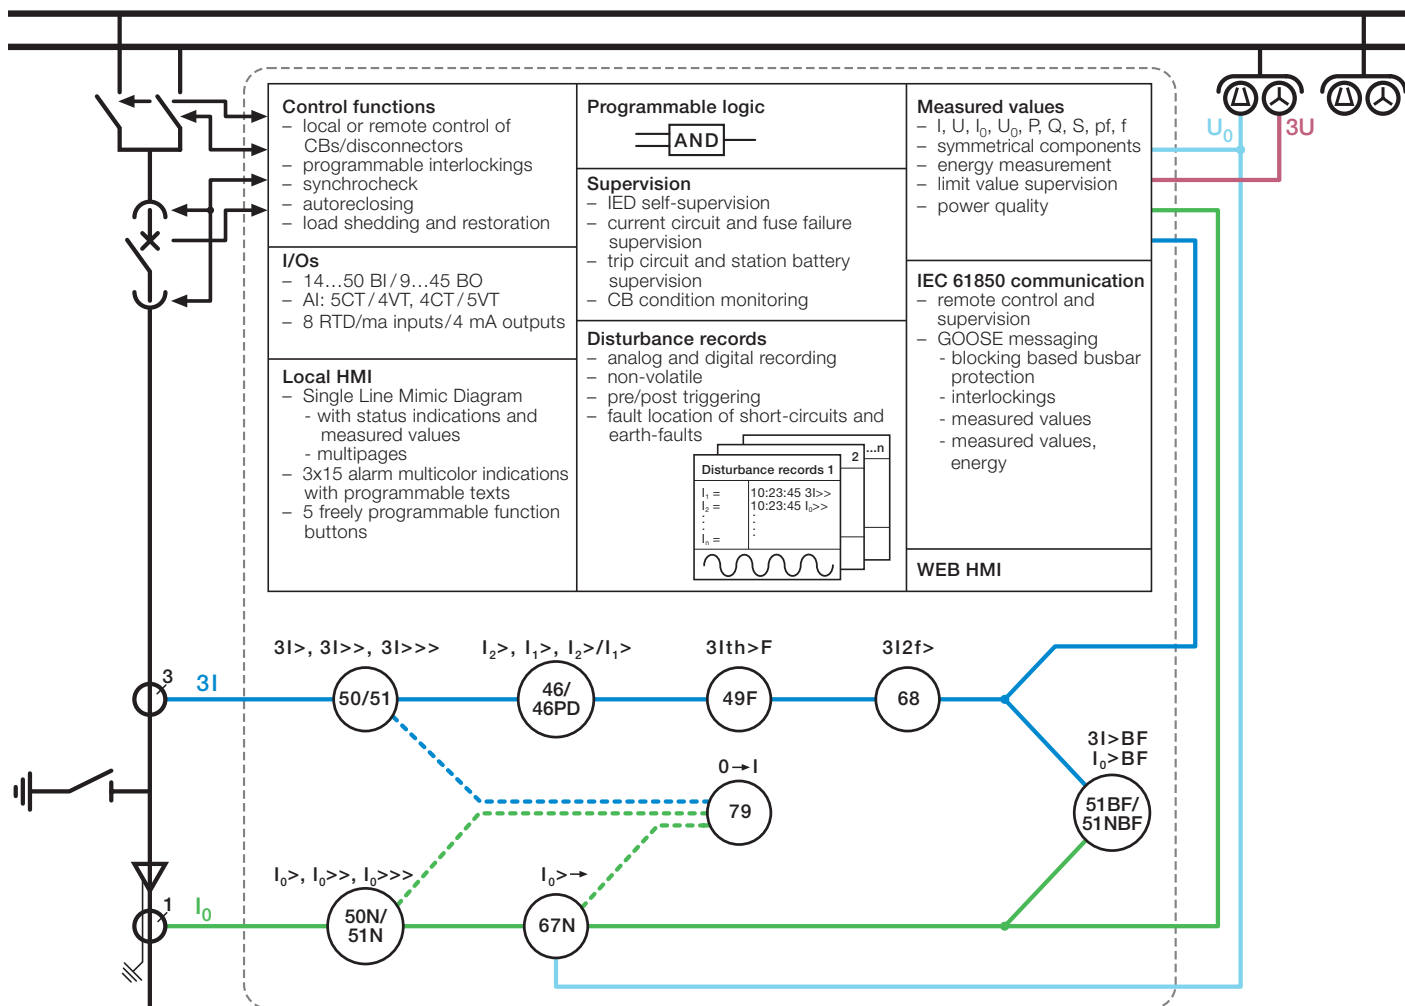 Control functions
– local or remote control of
CBs/disconnectors
– programmable interlockings
– synchrocheck
– autoreclosing
– load shedding and restoration
I/Os
– 14...50 BI/9...45 BO
– AI: 5CT/4VT, 4CT/5VT
– 8 RTD/ma inputs/4 mA outputs
Local HMI
– Single Line Mimic Diagram
- with status indications and
measured values
- multipages
– 3x15 alarm multicolor indications
with programmable texts
– 5 freely programmable function
buttons
Programmable logic
AND
Supervision
– IED self-supervision
– current circuit and fuse failure
supervision
– trip circuit and station battery
supervision
– CB condition monitoring
Disturbance records
– analog and digital recording
– non-volatile
– pre/post triggering
– fault location of short-circuits and
earth-faults
...n
2
Disturbance records 1
I1 = 10:23:45 3I>>
I2 = 10:23:45 I0>>
: :
: :
In =
Measured values
– I, U, I0, U0, P, Q, S, pf, f
– symmetrical components
– energy measurement
– limit value supervision
– power quality
IEC 61850 communication
– remote control and
supervision
– GOOSE messaging
- blocking based busbar
protection
- interlockings
- measured values
- measured values,
energy
WEB HMI
U0
3U
3I>, 3I>>, 3I>>>
I2>, I1>, I2>/I1>
3Ith>F
3I2f>
3
3I
50/51
46/
46PD
49F
68
3I>BF
I0>BF
51BF/
51NBF
0→I
79
I0>, I0>>, I0>>>
I0>→
1
I0
50N/
51N
67N